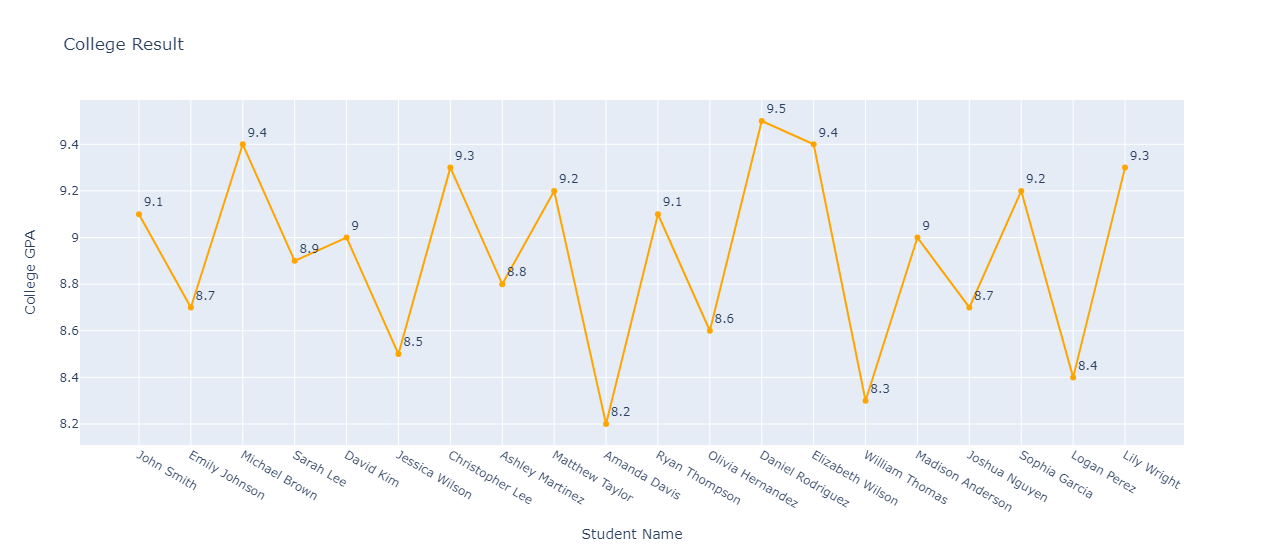 College Result
College GPA
9.4
9.2
9
8.8
8.6
8.4
8.2
9.1
8.7
9.4
8.9
9
8.5
9.3
8.8
9.2
8.2
9.1
8.6
9.5
9.4
8.3
9
8.7
9.2
8.4
9.3
John Smith
Emily Johnson
Michael Brown
Sarah Lee
David Kim
Jessica Wilson
Christopher Lee
Ashley Martinez
Matthew Taylor
Amanda Davis
Ryan Thompson
Olivia Hernandez
Daniel Rodriguez
Elizabeth Wilson
William Thomas
Madison Anderson
Joshua Nguyen
Sophia Garcia
Logan Perez
Lily Wright
Student Name